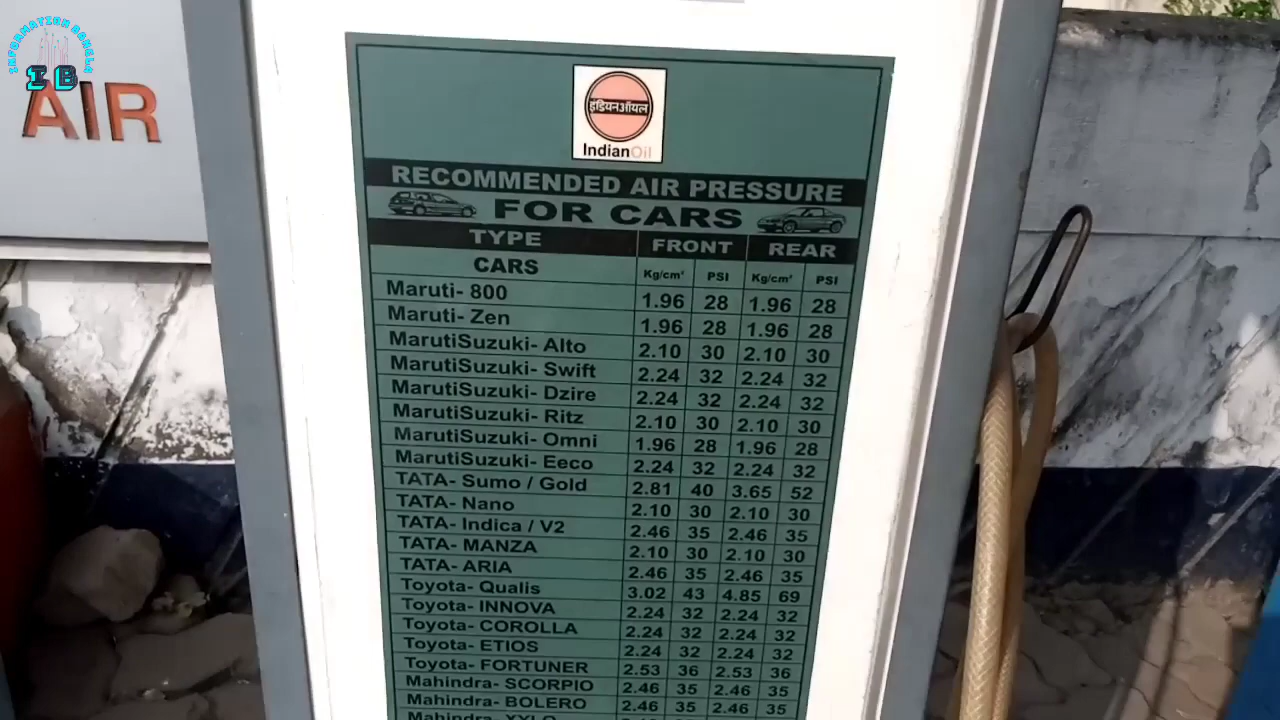 INFORMATION BANGLA
IB
AIR
इंडियनऑयल
IndianOil
RECOMMENDED AIR PRESSURE
FOR CARS
TYPE FRONT REAR
CARS Kg/cm² PSI Kg/cm² PSI
Maruti- 800 1.96 28 1.96 28
Maruti- Zen 1.96 28 1.96 28
MarutiSuzuki- Alto 2.10 30 2.10 30
MarutiSuzuki- Swift 2.24 32 2.24 32
MarutiSuzuki- Dzire 2.24 32 2.24 32
MarutiSuzuki- Ritz 2.10 30 2.10 30
MarutiSuzuki- Omni 1.96 28 1.96 28
MarutiSuzuki- Eeco 2.24 32 2.24 32
TATA- Sumo / Gold 2.81 40 3.65 52
TATA- Nano 2.10 30 2.10 30
TATA- Indica / V2 2.46 35 2.46 35
TATA- MANZA 2.10 30 2.10 30
TATA- ARIA 2.46 35 2.46 35
Toyota- Qualis 3.02 43 4.85 69
Toyota- INNOVA 2.24 32 2.24 32
Toyota- COROLLA 2.24 32 2.24 32
Toyota- ETIOS 2.24 32 2.24 32
Toyota- FORTUNER 2.53 36 2.53 36
Mahindra- SCORPIO 2.46 35 2.46 35
Mahindra- BOLERO 2.46 35 2.46 35
Mahindra- XYLO